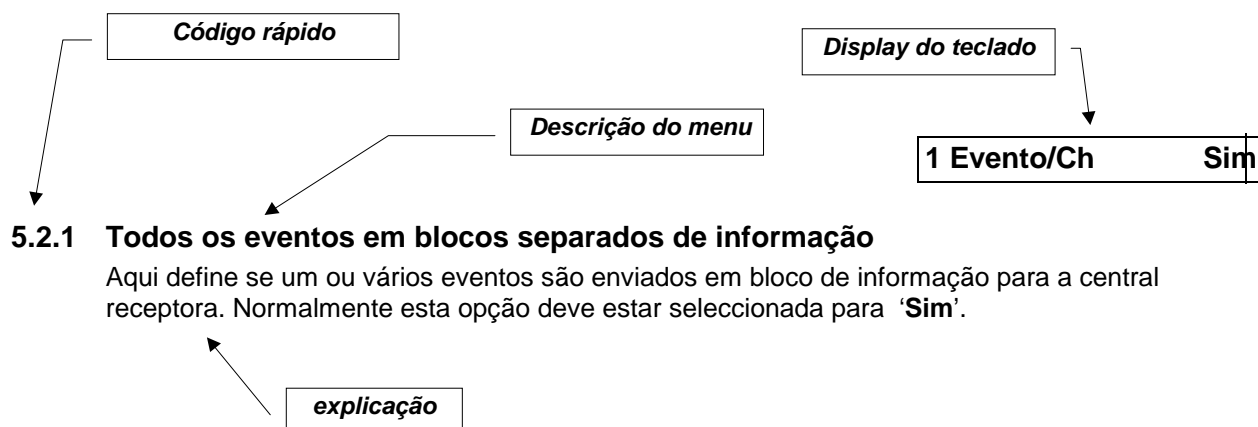 Código rápido
Display do teclado
Descrição do menu
1 Evento/Ch Sim
5.2.1 Todos os eventos em blocos separados de informação
Aqui define se um ou vários eventos são enviados em bloco de informação para a central
receptora. Normalmente esta opção deve estar seleccionada para ‘Sim’.
explicação